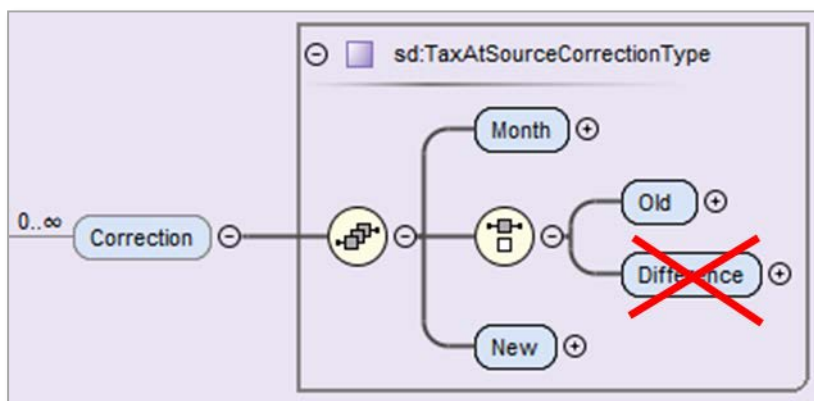 sd:TaxAtSourceCorrectionType
Month
Old
0..∞
Correction
Difference
New